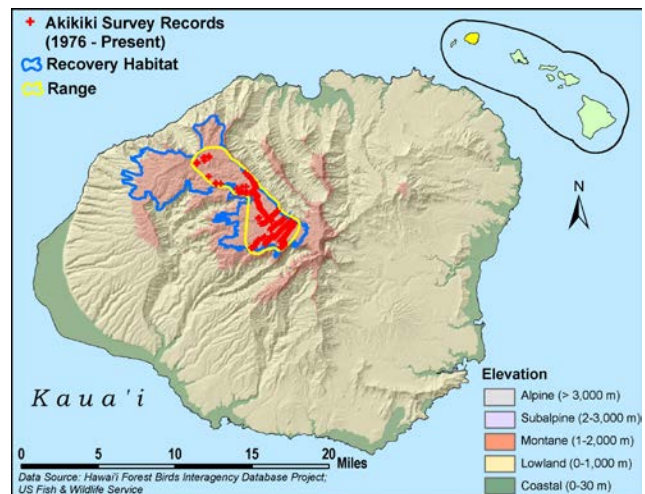 Akikiki Survey Records
(1976 - Present)
Recovery Habitat
Range
N
Kaua'i
Elevation
Alpine (> 3,000 m)
Subalpine (2-3,000 m)
Montane (1-2,000 m)
Lowland (0-1,000 m)
Coastal (0-30 m)
0 5 10 15 20
Miles
Data Source: Hawai'i Forest Birds Interagency Database Project;
US Fish & Wildlife Service